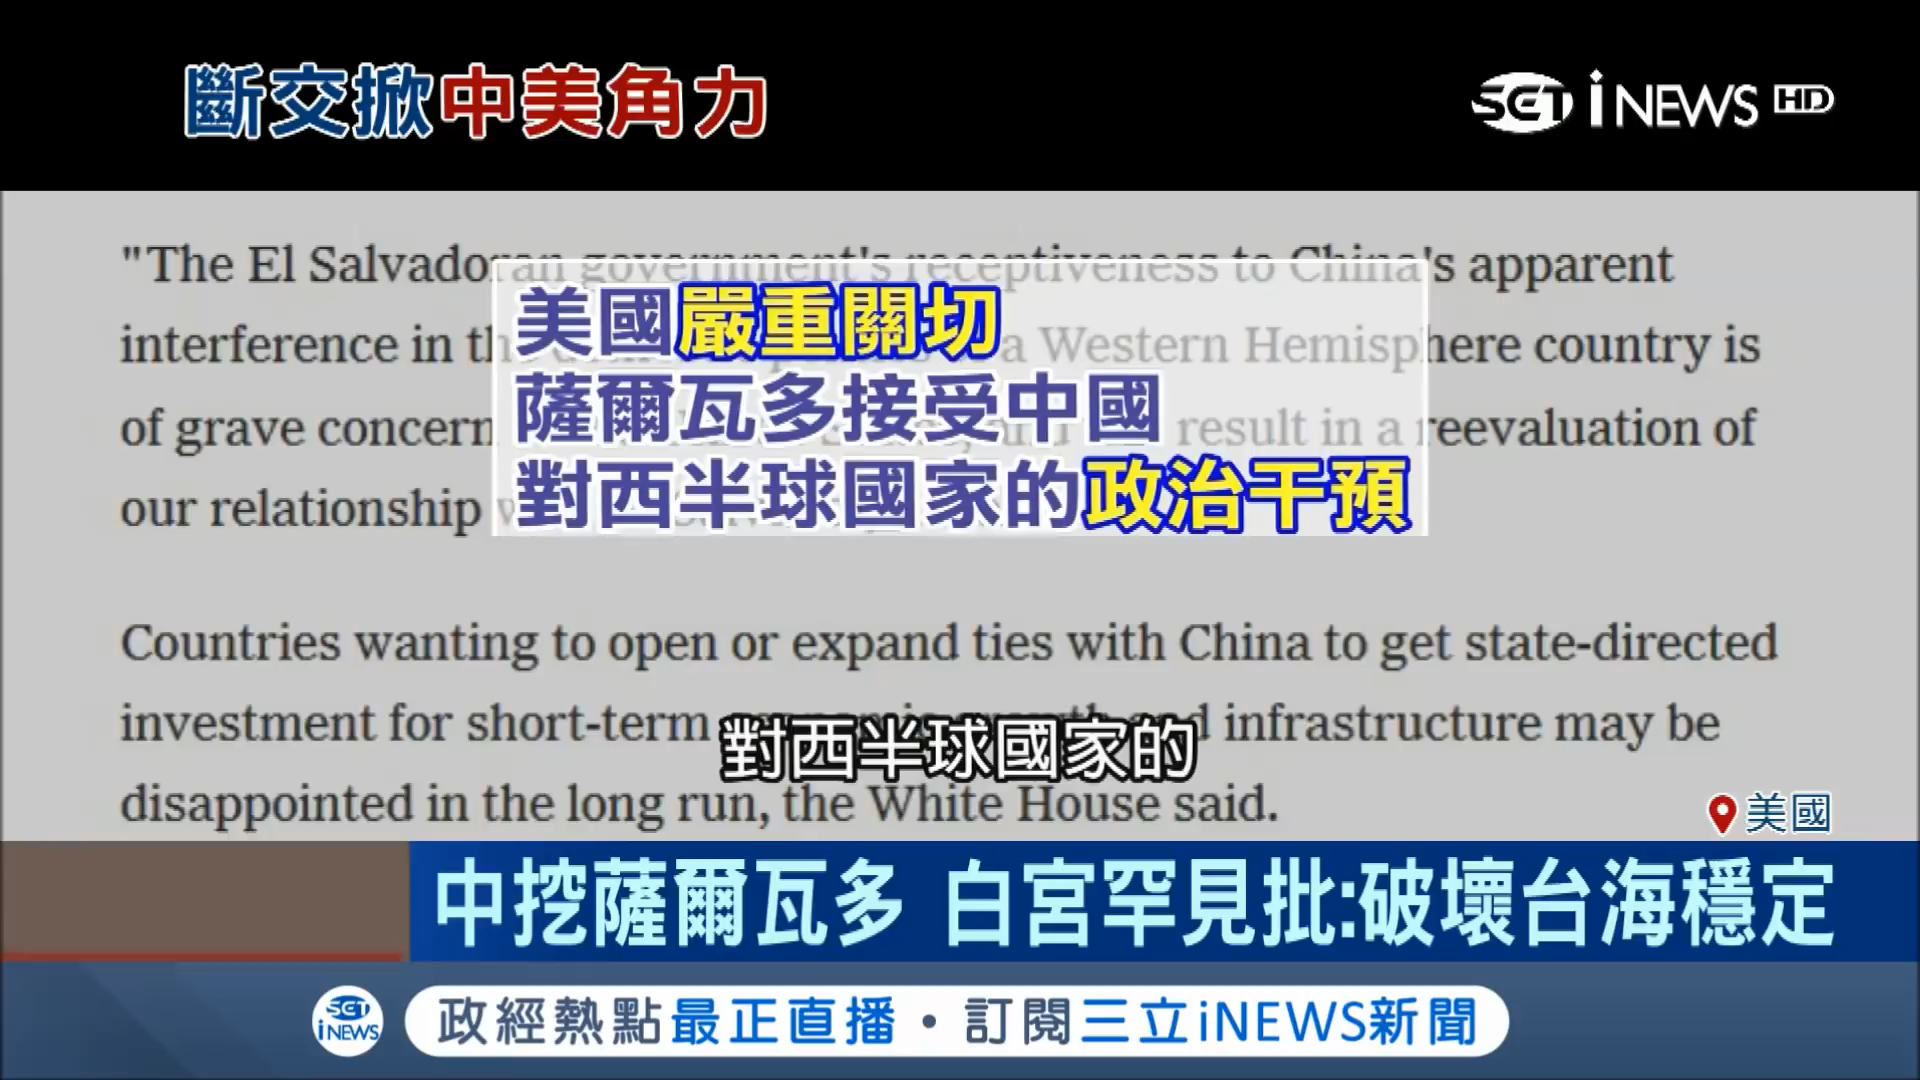 斷交掀中美角力
SET iNEWS HD
"The El Salvadoran government's receptiveness to China's apparent
interference in a Western Hemisphere country is
of grave concern result in a reevaluation of
our relationship
美國嚴重關切
薩爾瓦多接受中國
對西半球國家的政治干預
Countries wanting to open or expand ties with China to get state-directed
investment for short-term infrastructure may be
disappointed in the long run, the White House said.
對西半球國家的
美國
中挖薩爾瓦多 白宮罕見批:破壞台海穩定
SET iNEWS
政經熱點最正直播・訂閱三立iNEWS新聞